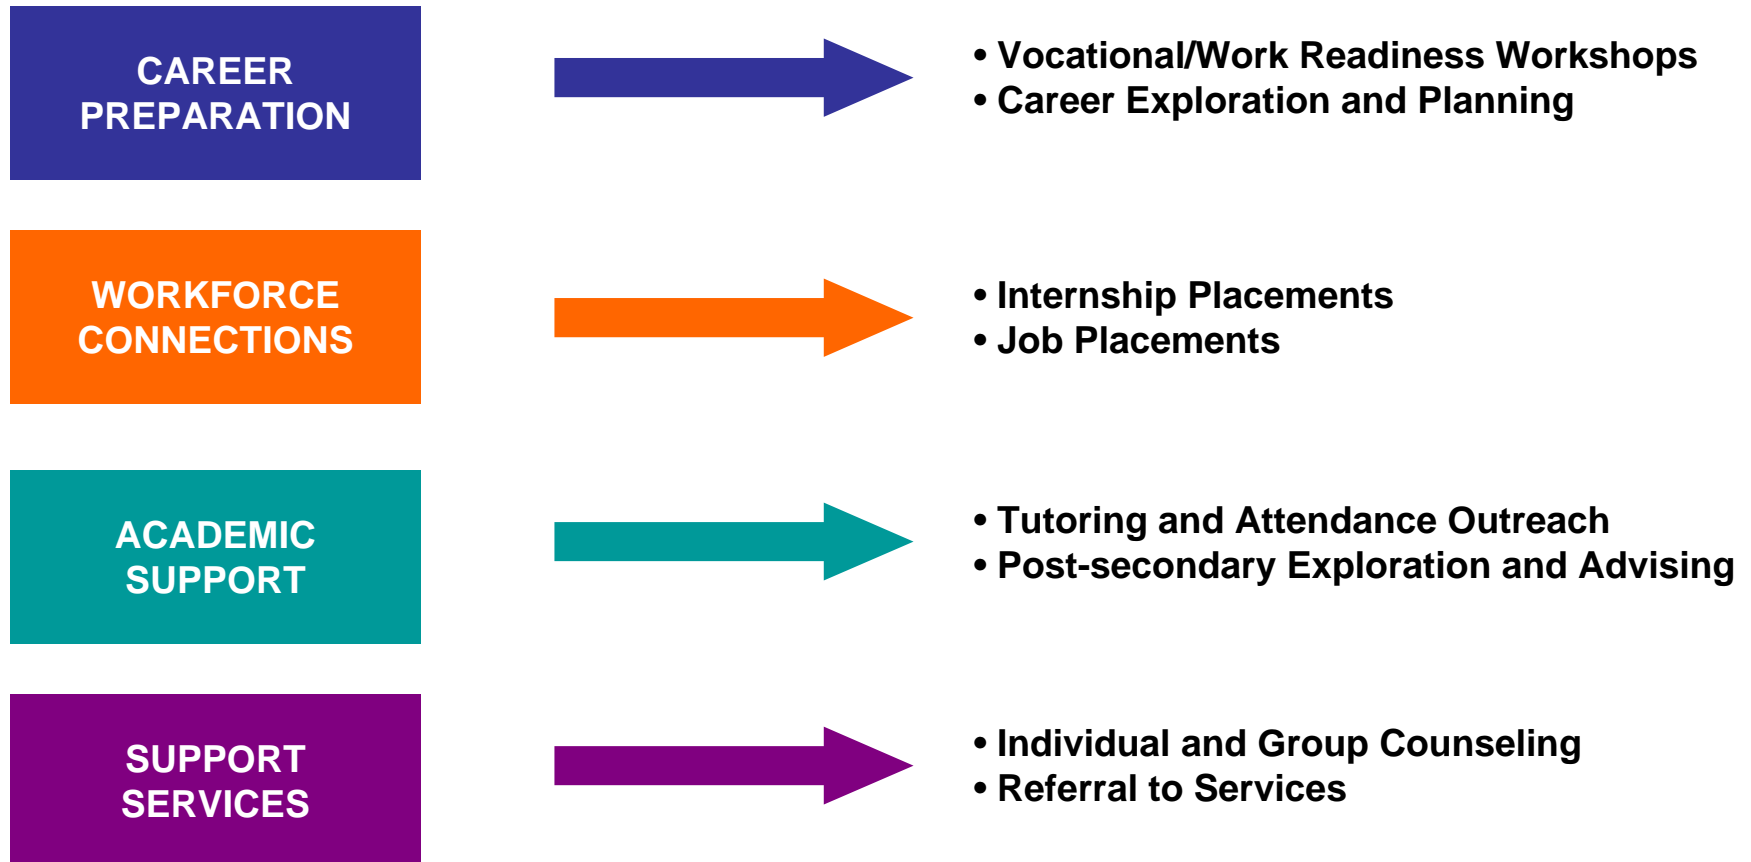 CAREER
PREPARATION
• Vocational/Work Readiness Workshops
• Career Exploration and Planning
WORKFORCE
CONNECTIONS
• Internship Placements
• Job Placements
ACADEMIC
SUPPORT
• Tutoring and Attendance Outreach
• Post-secondary Exploration and Advising
SUPPORT
SERVICES
• Individual and Group Counseling
• Referral to Services